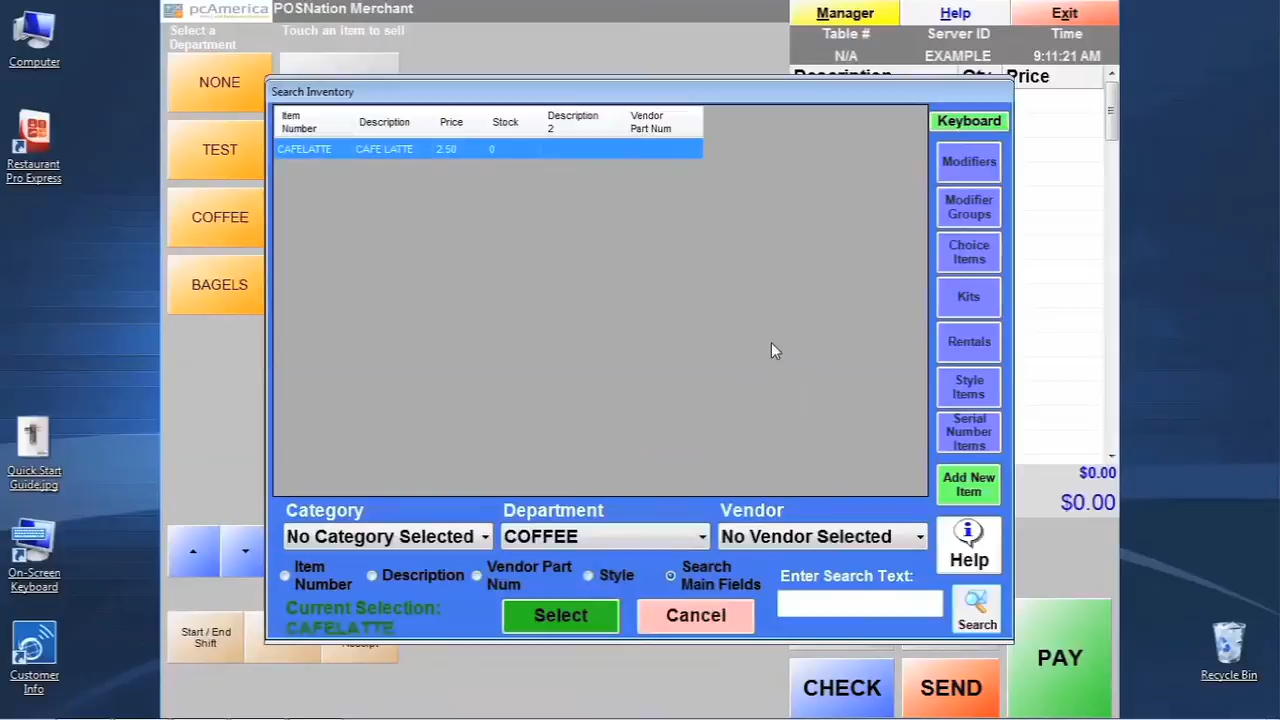 pcAmerica
POSNation Merchant
Manager
Help
Exit
Select a
Department
Touch an Item to sell
Table #
Server ID
Time
N/A
EXAMPLE
9:11:21 AM
Description
Qty
Price
Computer
Restaurant
Pro Express
Quick Start
Guide.jpg
On-Screen
Keyboard
Customer
Info
Recycle Bin
NONE
TEST
COFFEE
BAGELS
Start / End
Shift
Receipt
Search Inventory
Item
Number
Description
Price
Stock
Description
2
Vendor
Part Num
CAFELATTE
CAFE LATTE
2.50
0
Keyboard
Modifiers
Modifier
Groups
Choice
Items
Kits
Rentals
Style
Items
Serial
Number
Items
Add New
Item
Help
Search
Category
Department
Vendor
No Category Selected
COFFEE
No Vendor Selected
Item
Number
Description
Vendor Part
Num
Style
Search
Main Fields
Enter Search Text:
Current Selection:
CAFELATTE
Select
Cancel
$0.00
$0.00
CHECK
SEND
PAY